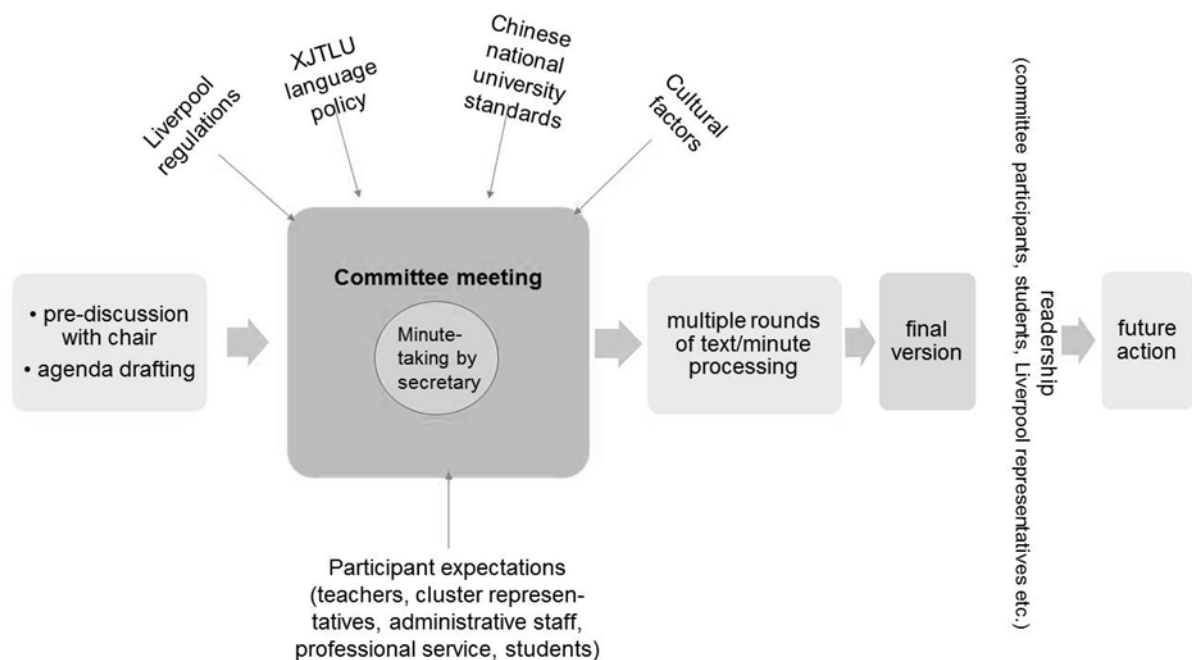 Liverpool
regulations
XJTLU
language
policy
Chinese
national
university
standards
Cultural
factors
• pre-discussion
with chair
• agenda drafting
Committee meeting
Minute-
taking by
secretary
multiple rounds
of text/minute
processing
final
version
readership
(committee participants, students, Liverpool representatives etc.)
future
action
Participant expectations
(teachers, cluster represen-
tatives, administrative staff,
professional service, students)